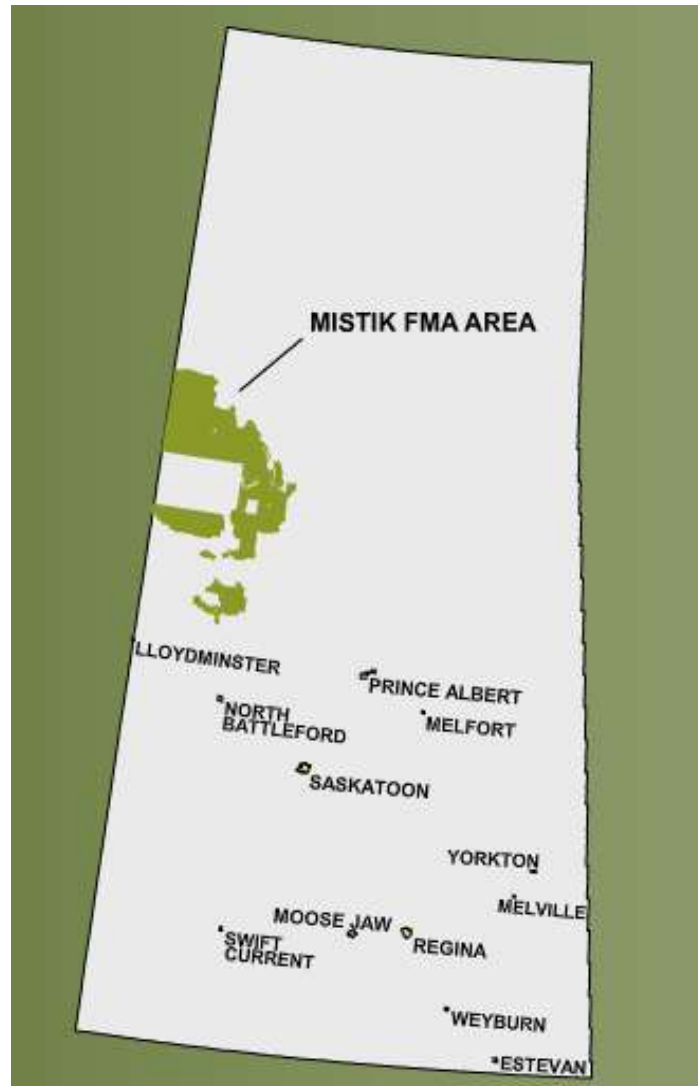 MISTIK FMA AREA
LLOYDMINSTER
PRINCE ALBERT
NORTH
BATTLEFORD
MELFORT
SASKATOON
YORKTON
MELVILLE
MOOSE JAW
REGINA
SWIFT
CURRENT
WEYBURN
ESTEVAN